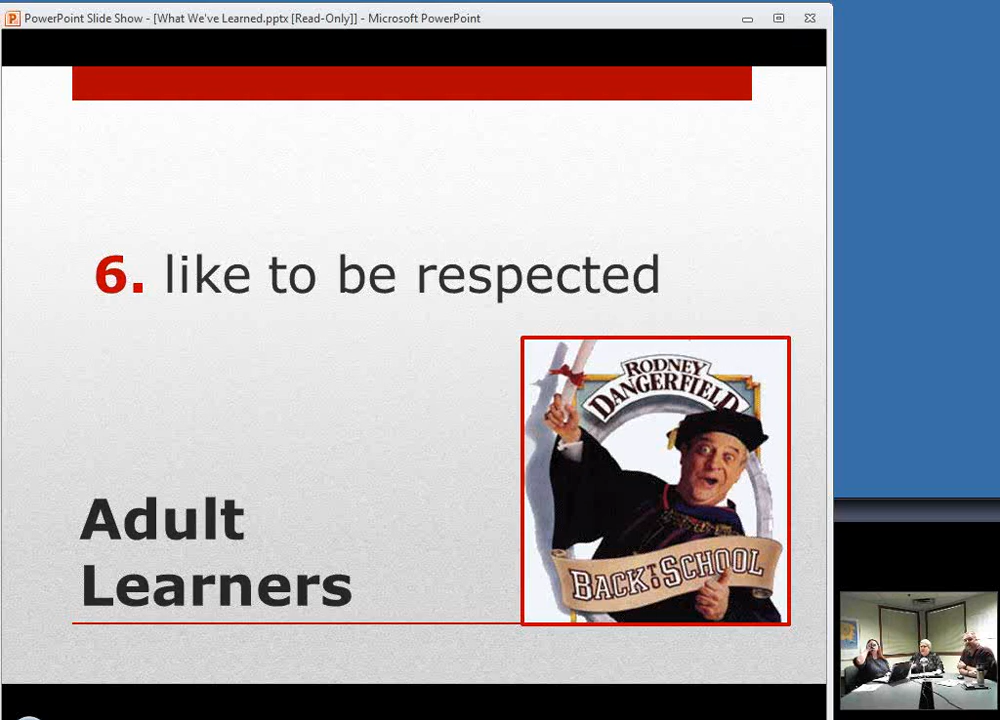 PowerPoint Slide Show - [What We've Learned.pptx [Read-Only]] - Microsoft PowerPoint
6. like to be respected
RODNEY
DANGERFIELD
BACK TO SCHOOL
Adult
Learners